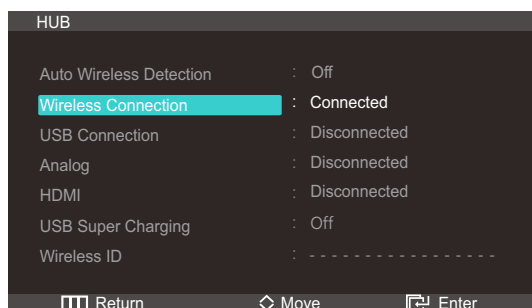 HUB
Auto Wireless Detection : Off
Wireless Connection : Connected
USB Connection : Disconnected
Analog : Disconnected
HDMI : Disconnected
USB Super Charging : Off
Wireless ID : - - - - - - - - - - - - - - - - -
Return Move Enter